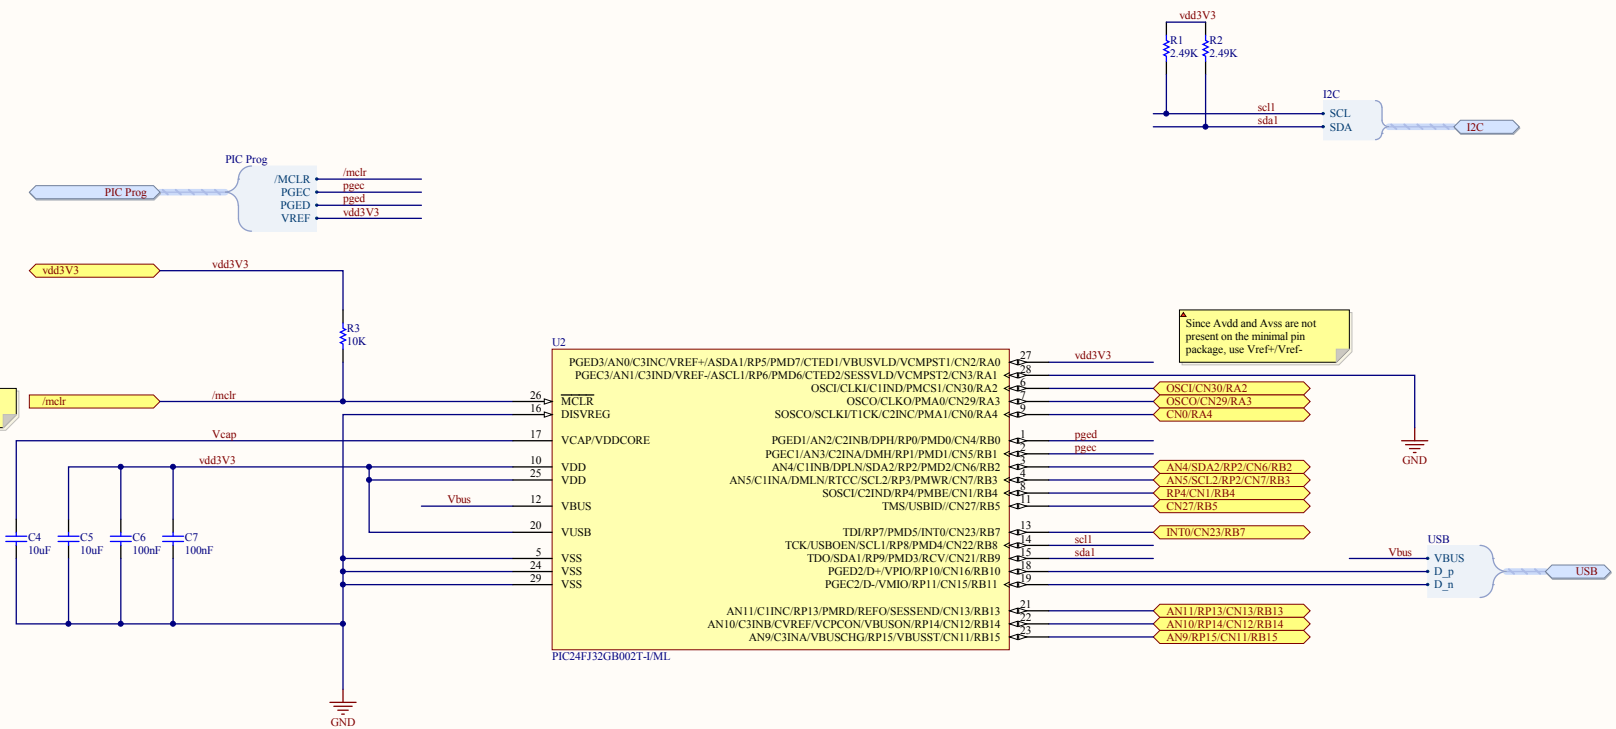 vdd3V3
R1
2.49K
R2
2.49K
I2C
scl1
SCL
sda1
SDA
I2C
PIC Prog
PIC Prog
/MCLR
/mclr
PGEC
pgec
PGED
pged
VREF
vdd3V3
vdd3V3
vdd3V3
R3
10K
Since Avdd and Avss are not
present on the minimal pin
package, use Vref+/Vref-
U2
/mclr
/mclr
26
MCLR
16
DISVREG
Vcap
17
VCAP/VDDCORE
vdd3V3
10
VDD
25
VDD
Vbus
12
VBUS
20
VUSB
5
VSS
24
VSS
29
VSS
C4
10uF
C5
10uF
C6
100nF
C7
100nF
GND
PGED3/AN0/C3INC/VREF+/ASDA1/RP5/PMD7/CTED1/VBUSVLD/VCMPST1/CN2/RA0
27
vdd3V3
PGEC3/AN1/C3IND/VREF-/ASCL1/RP6/PMD6/CTED2/SESSVLD/VCMPST2/CN3/RA1
28
OSCI/CLKI/C1IND/PMCS1/CN30/RA2
6
OSCI/CN30/RA2
OSCO/CLKO/PMA0/CN29/RA3
7
OSCO/CN29/RA3
SOSCO/SCLKI/T1CK/C2INC/PMA1/CN0/RA4
9
CN0/RA4
GND
PGED1/AN2/C2INB/DPH/RP0/PMD0/CN4/RB0
1
pged
PGEC1/AN3/C2INA/DMH/RP1/PMD1/CN5/RB1
2
pgec
AN4/C1INB/DPLN/SDA2/RP2/PMD2/CN6/RB2
3
AN4/SDA2/RP2/CN6/RB2
AN5/C1INA/DMLN/RTCC/SCL2/RP3/PMWR/CN7/RB3
4
AN5/SCL2/RP2/CN7/RB3
SOSCI/C2IND/RP4/PMBE/CN1/RB4
8
RP4/CN1/RB4
TMS/USBID//CN27/RB5
11
CN27/RB5
TDI/RP7/PMD5/INT0/CN23/RB7
13
INT0/CN23/RB7
TCK/USBOEN/SCL1/RP8/PMD4/CN22/RB8
14
scl1
TDO/SDA1/RP9/PMD3/RCV/CN21/RB9
15
sda1
PGED2/D+/VPIO/RP10/CN16/RB10
18
PGEC2/D-/VMIO/RP11/CN15/RB11
19
USB
Vbus
VBUS
D_p
D_n
USB
AN11/C1INC/RP13/PMRD/REFO/SESSEND/CN13/RB13
21
AN11/RP13/CN13/RB13
AN10/C3INB/CVREF/VCPCON/VBUSON/RP14/CN12/RB14
22
AN10/RP14/CN12/RB14
AN9/C3INA/VBUSCHG/RP15/VBUSST/CN11/RB15
23
AN9/RP15/CN11/RB15
PIC24FJ32GB002T-I/ML